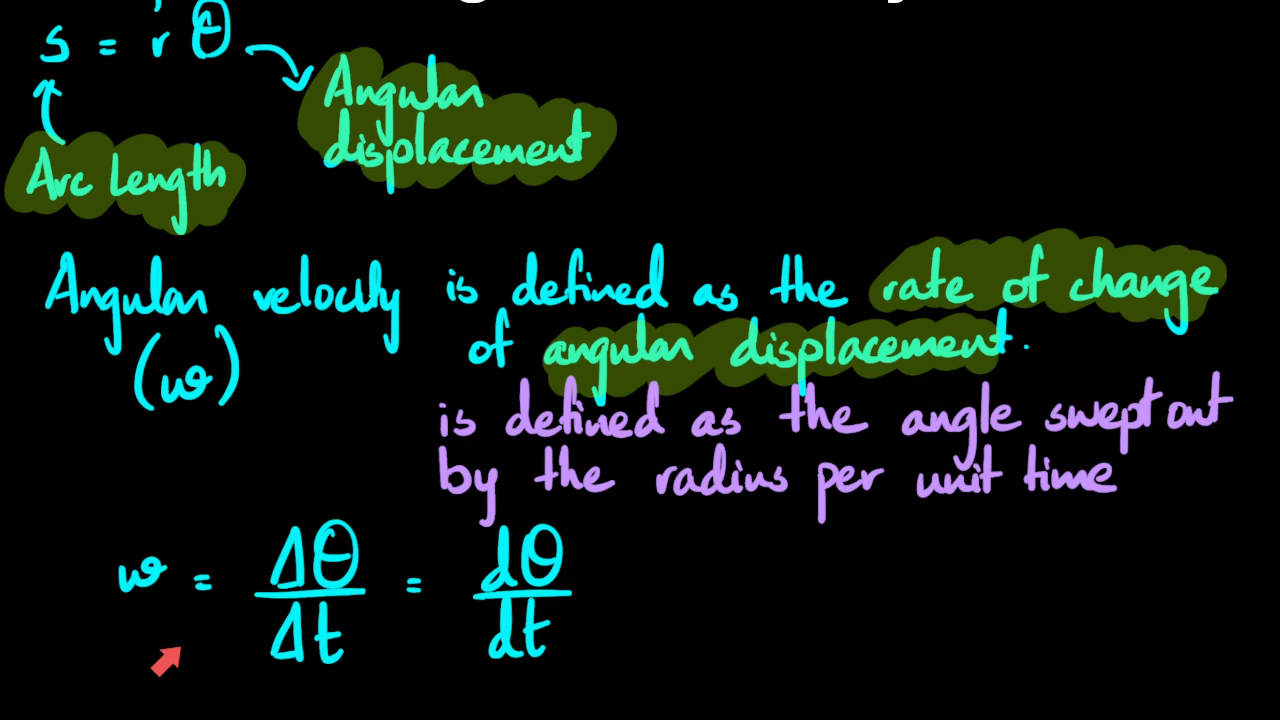 s = r θ
Angular
displacement
Arc Length
Angular velocity is defined as the rate of change
(ω)
of angular displacement.
is defined as the angle swept out
by the radius per unit time
ω = Δθ/Δt = dθ/dt